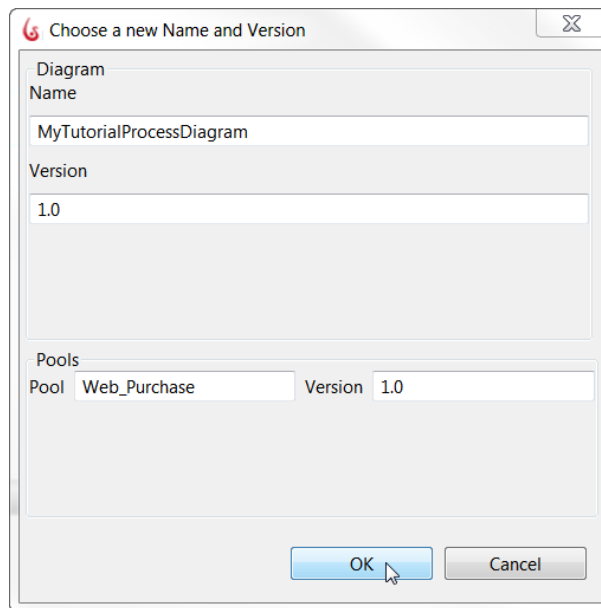 Choose a new Name and Version
Diagram
Name
MyTutorialProcessDiagram
Version
1.0
Pools
Pool Web_Purchase Version 1.0
OK Cancel